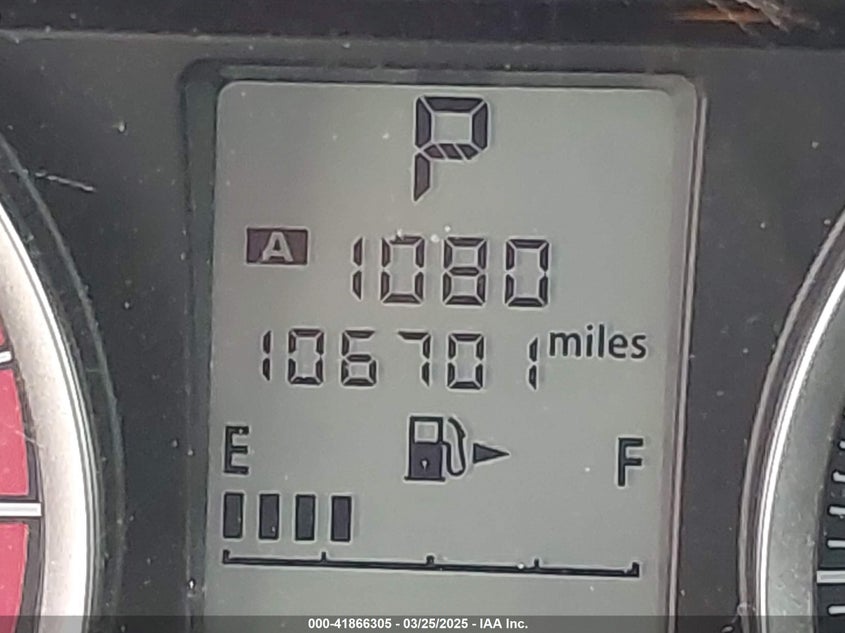 P
A 1080
106701 miles
E F
000-41866305 - 03/25/2025 - IAA Inc.